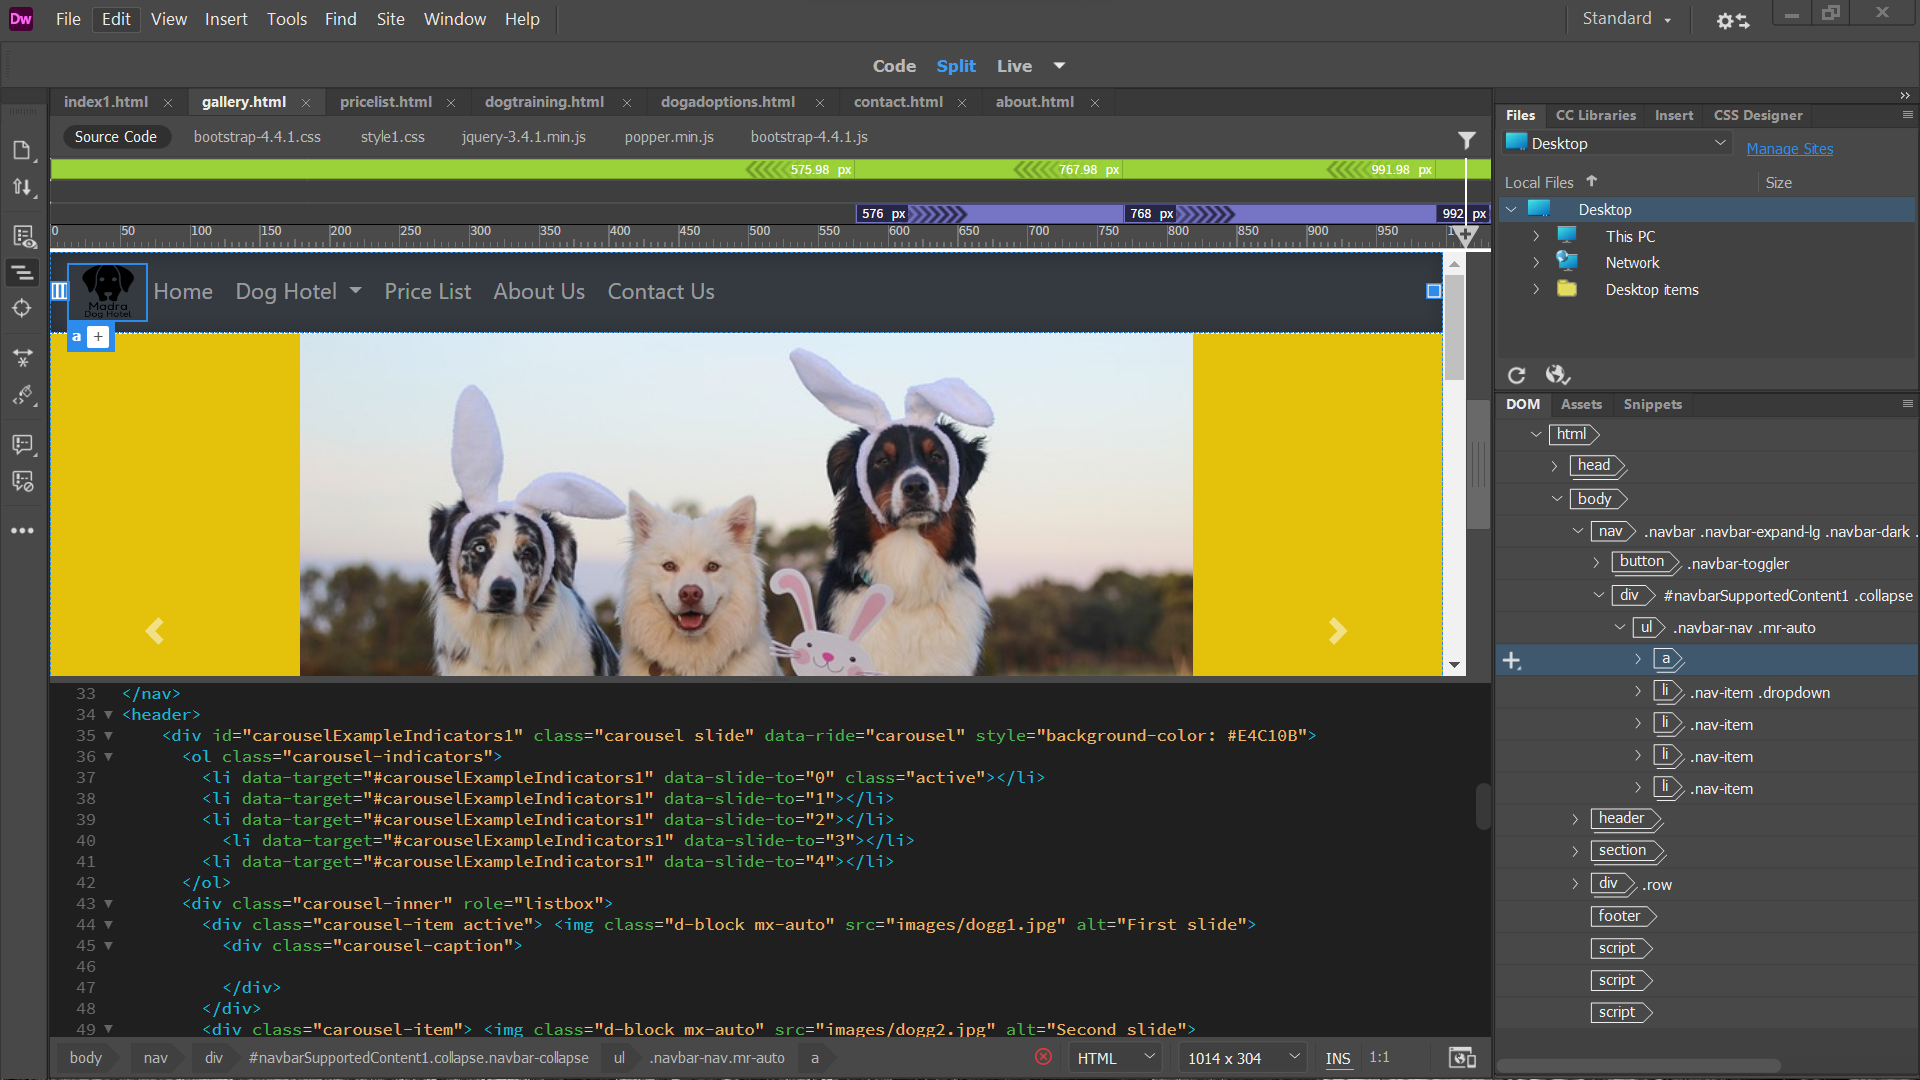 Dw File Edit View Insert Tools Find Site Window Help Standard
Code Split Live
index1.html gallery.html pricelist.html dogtraining.html dogadoptions.html contact.html about.html
Source Code bootstrap-4.4.1.css style1.css jquery-3.4.1.min.js popper.min.js bootstrap-4.4.1.js
575.98 px 767.98 px 991.98 px
576 px 768 px 992 px
0 50 100 150 200 250 300 350 400 450 500 550 600 650 700 750 800 850 900 950
Madra
Dog Hotel
Home Dog Hotel Price List About Us Contact Us
a +
33 </nav>
34 <header>
35 <div id="carouselExampleIndicators1" class="carousel slide" data-ride="carousel" style="background-color: #E4C10B">
36 <ol class="carousel-indicators">
37 <li data-target="#carouselExampleIndicators1" data-slide-to="0" class="active"></li>
38 <li data-target="#carouselExampleIndicators1" data-slide-to="1"></li>
39 <li data-target="#carouselExampleIndicators1" data-slide-to="2"></li>
40 <li data-target="#carouselExampleIndicators1" data-slide-to="3"></li>
41 <li data-target="#carouselExampleIndicators1" data-slide-to="4"></li>
42 </ol>
43 <div class="carousel-inner" role="listbox">
44 <div class="carousel-item active"> <img class="d-block mx-auto" src="images/dogg1.jpg" alt="First slide">
45 <div class="carousel-caption">
46
47 </div>
48 </div>
49 <div class="carousel-item"> <img class="d-block mx-auto" src="images/dogg2.jpg" alt="Second slide">
body nav div #navbarSupportedContent1.collapse.navbar-collapse ul .navbar-nav.mr-auto a HTML 1014 x 304 INS 1:1
Files CC Libraries Insert CSS Designer
Desktop Manage Sites
Local Files Size
Desktop
This PC
Network
Desktop items
DOM Assets Snippets
html
head
body
nav .navbar .navbar-expand-lg .navbar-dark .
button .navbar-toggler
div #navbarSupportedContent1 .collapse
ul .navbar-nav .mr-auto
a
li .nav-item .dropdown
li .nav-item
li .nav-item
li .nav-item
header
section
div .row
footer
script
script
script